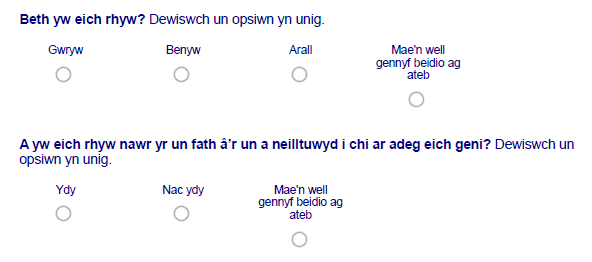 Beth yw eich rhyw? Dewiswch un opsiwn yn unig.
Gwryw Benyw Arall Mae'n well
gennyf beidio ag
ateb
A yw eich rhyw nawr yr un fath â’r un a neilltuwyd i chi ar adeg eich geni? Dewiswch un
opsiwn yn unig.
Ydy Nac ydy Mae'n well
gennyf beidio ag
ateb